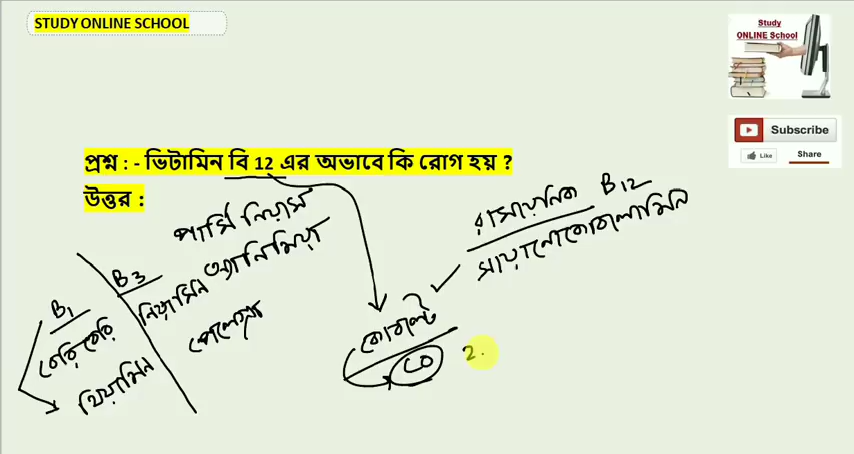 STUDY ONLINE SCHOOL
Study
ONLINE School
Subscribe
Like
Share
প্রশ্ন : - ভিটামিন বি 12 এর অভাবে কি রোগ হয় ?
উত্তর :
পার্সিনিয়াস
অ্যানিমিয়া
রাসায়নিক B12
সায়ানোকোবালামিন
B3
নিয়াসিন
পেলেগ্রা
B1
বেরিবেরি
থিয়ামিন
কোবাল্ট
CO
2.